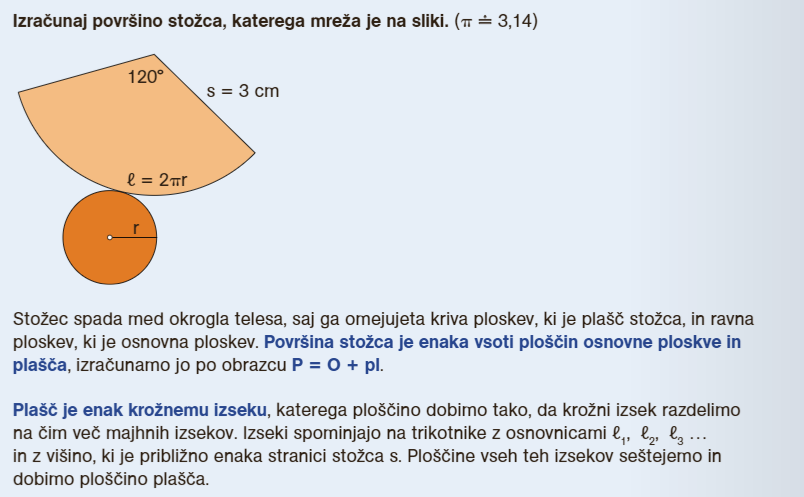 Izračunaj površino stožca, katerega mreža je na sliki. (π ≐ 3,14)
120°
s = 3 cm
ℓ = 2πr
r
Stožec spada med okrogla telesa, saj ga omejujeta kriva ploskev, ki je plašč stožca, in ravna
ploskev, ki je osnovna ploskev. Površina stožca je enaka vsoti ploščin osnovne ploskve in
plašča, izračunamo jo po obrazcu P = O + pl.
Plašč je enak krožnemu izseku, katerega ploščino dobimo tako, da krožni izsek razdelimo
na čim več majhnih izsekov. Izseki spominjajo na trikotnike z osnovnicami ℓ₁, ℓ₂, ℓ₃ ...
in z višino, ki je približno enaka stranici stožca s. Ploščine vseh teh izsekov seštejemo in
dobimo ploščino plašča.